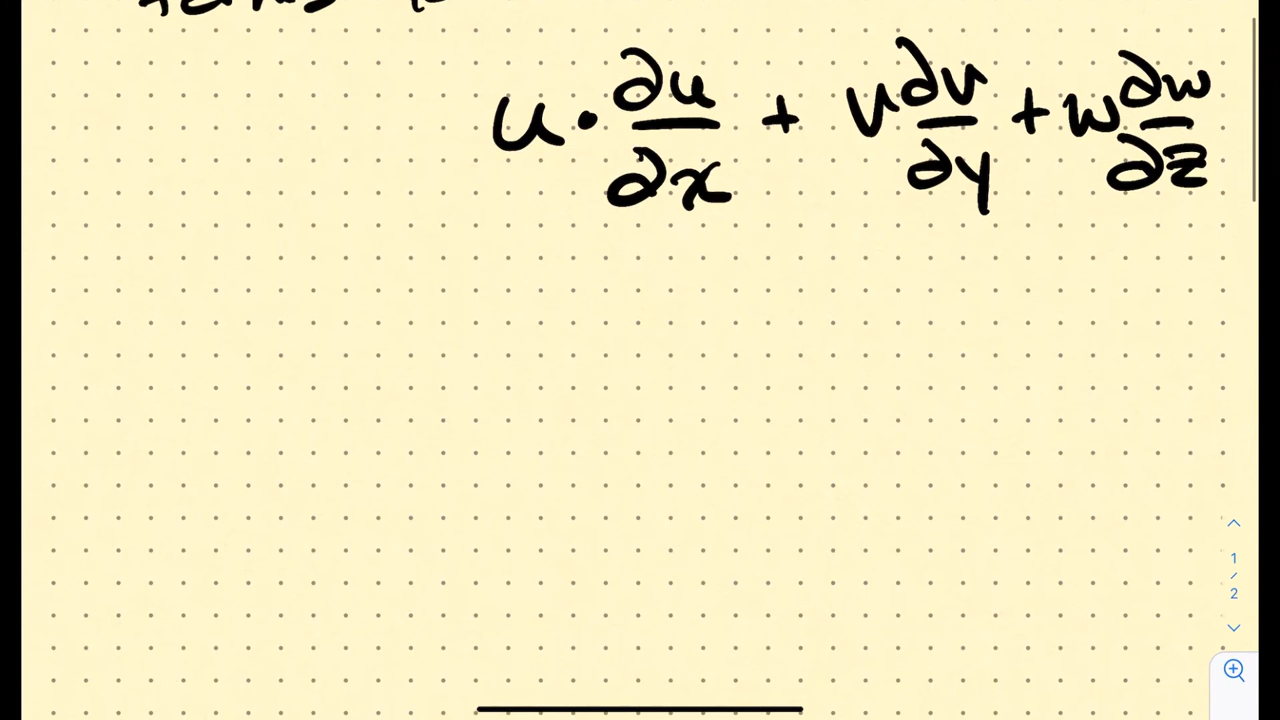 u · ∂u/∂x + v ∂v/∂y + w ∂w/∂z
1
/
2